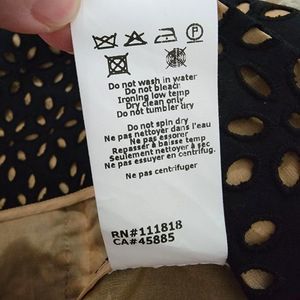 P
Do not wash in water
Do not bleach
Ironing low temp
Dry clean only
Do not tumbler dry
Do not spin dry
Ne pas nettoyer dans l'eau
Ne pas essorer
Repasser à baisse temp
Seulement nettoyer à sec
Ne pas essuyer en centrifug.
Ne pas centrifuger
RN#111818
CA#45885